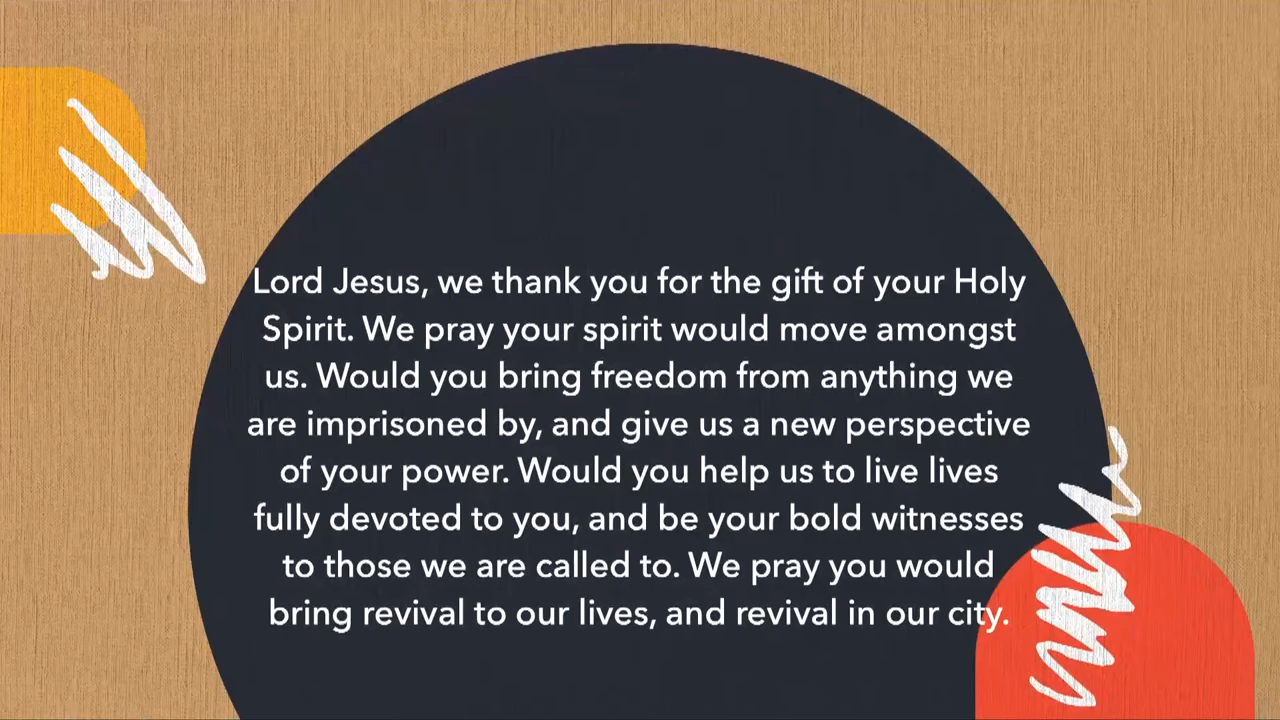 Lord Jesus, we thank you for the gift of your Holy
Spirit. We pray your spirit would move amongst
us. Would you bring freedom from anything we
are imprisoned by, and give us a new perspective
of your power. Would you help us to live lives
fully devoted to you, and be your bold witnesses
to those we are called to. We pray you would
bring revival to our lives, and revival in our city.